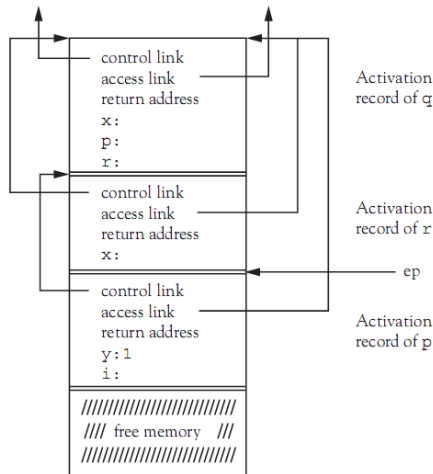 control link
access link
return address
x:
p:
r:
Activation
record of q
control link
access link
return address
x:
Activation
record of r
ep
control link
access link
return address
y:1
i:
Activation
record of p
free memory